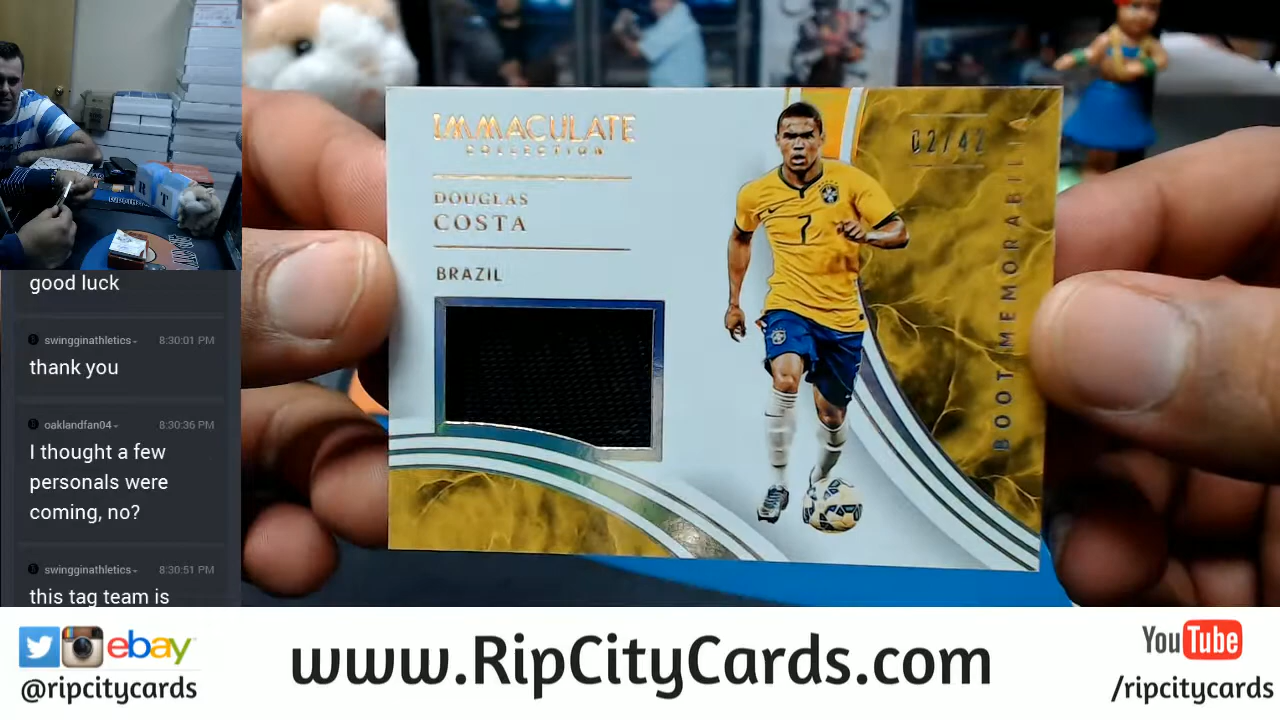 good luck
swingginathletics
8:30:01 PM
thank you
oaklandfan04
8:30:36 PM
I thought a few
personals were
coming, no?
swingginathletics
8:30:51 PM
this tag team is
IMMACULATE
COLLECTION
DOUGLAS
COSTA
BRAZIL
7
02/42
BOOT MEMORABILIA
R
T
ebay
@ripcitycards
www.RipCityCards.com
YouTube
/ripcitycards